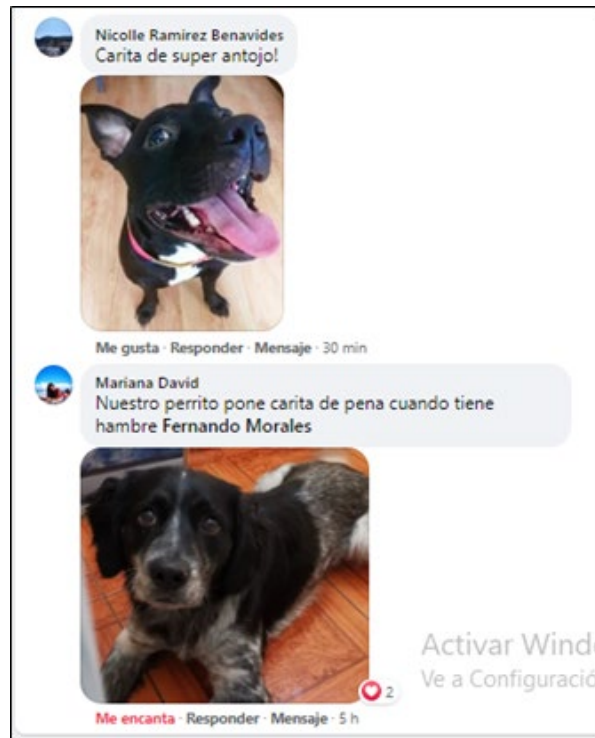 Nicolle Ramirez Benavides
Carita de super antojo!
Me gusta · Responder · Mensaje · 30 min
Mariana David
Nuestro perrito pone carita de pena cuando tiene
hambre Fernando Morales
2
Me encanta · Responder · Mensaje · 5 h
Activar Wind
Ve a Configuració